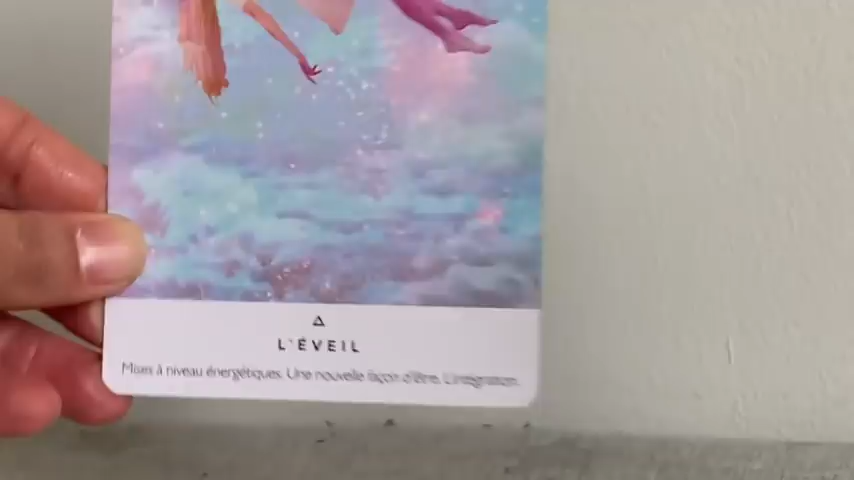 L'ÉVEIL
Mises à niveau énergétiques. Une nouvelle façon d'être. L'intégration.